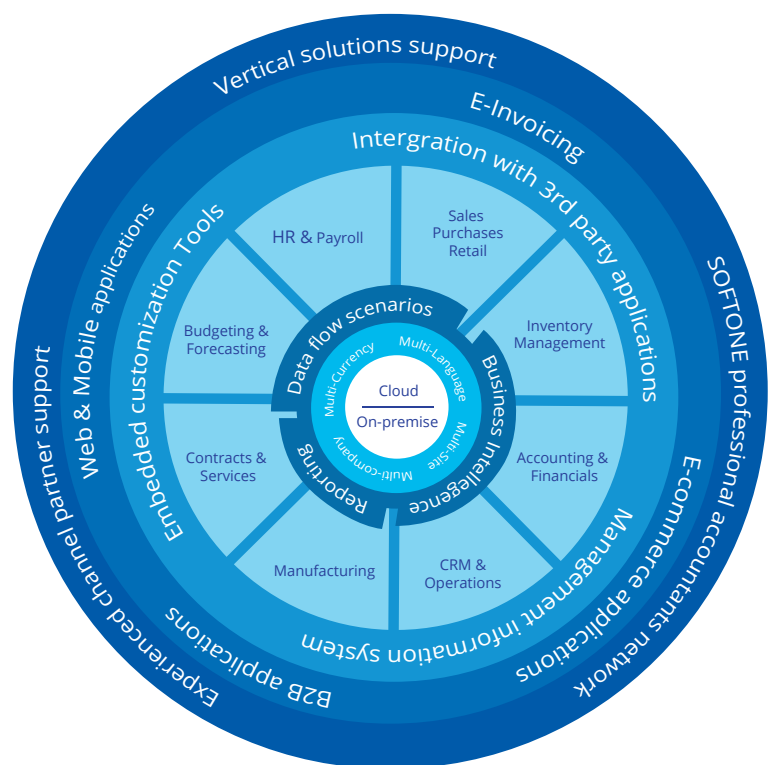 Vertical solutions support
SOFTONE professional accountants network
Experienced channel partner support
E-Invoicing
E-commerce applications
B2B applications
Web & Mobile applications
Intergration with 3rd party applications
Management information system
Embedded customization Tools
HR & Payroll
Sales
Purchases
Retail
Inventory
Management
Accounting &
Financials
CRM &
Operations
Manufacturing
Contracts &
Services
Budgeting &
Forecasting
Data flow scenarios
Business Intellegence
Reporting
Multi-Currency
Multi-Language
Multi-Site
Multi-company
Cloud
On-premise